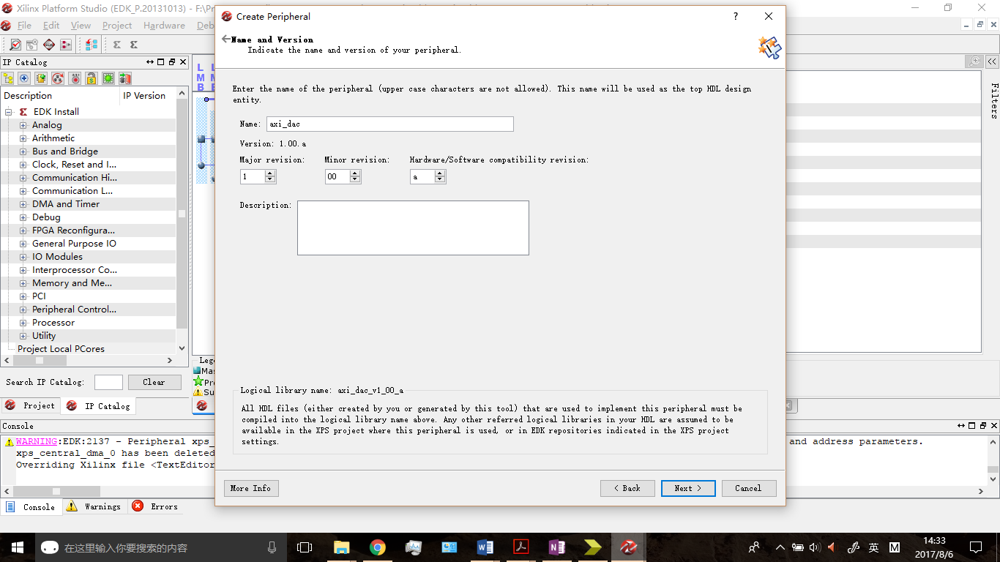 Xilinx Platform Studio (EDK_P.20131013) - F:\Pr
File Edit View Project Hardware Deb
IP Catalog
Description IP Version
EDK Install
Analog
Arithmetic
Bus and Bridge
Clock, Reset and I...
Communication Hi...
Communication L...
DMA and Timer
Debug
FPGA Reconfigura...
General Purpose IO
IO Modules
Interprocessor Co...
Memory and Me...
PCI
Peripheral Control...
Processor
Utility
Project Local PCores
Search IP Catalog: Clear
Project IP Catalog
L
M
B
L
M
B
Lege
Mas
Pro
Su
Filters
Create Peripheral
Name and Version
Indicate the name and version of your peripheral.
Enter the name of the peripheral (upper case characters are not allowed). This name will be used as the top HDL design
entity.
Name: axi_dac
Version: 1.00.a
Major revision: Minor revision: Hardware/Software compatibility revision:
1 00 a
Description:
Logical library name: axi_dac_v1_00_a
All HDL files (either created by you or generated by this tool) that are used to implement this peripheral must be
compiled into the logical library name above. Any other referred logical libraries in your HDL are assumed to be
available in the XPS project where this peripheral is used, or in EDK repositories indicated in the XPS project
settings.
More Info < Back Next > Cancel
Console
WARNING:EDK:2137 - Peripheral xps_ and address parameters.
xps_central_dma_0 has been deleted
Overriding Xilinx file <TextEditor
Console Warnings Errors
在这里输入你要搜索的内容
英 M
14:33
2017/8/6